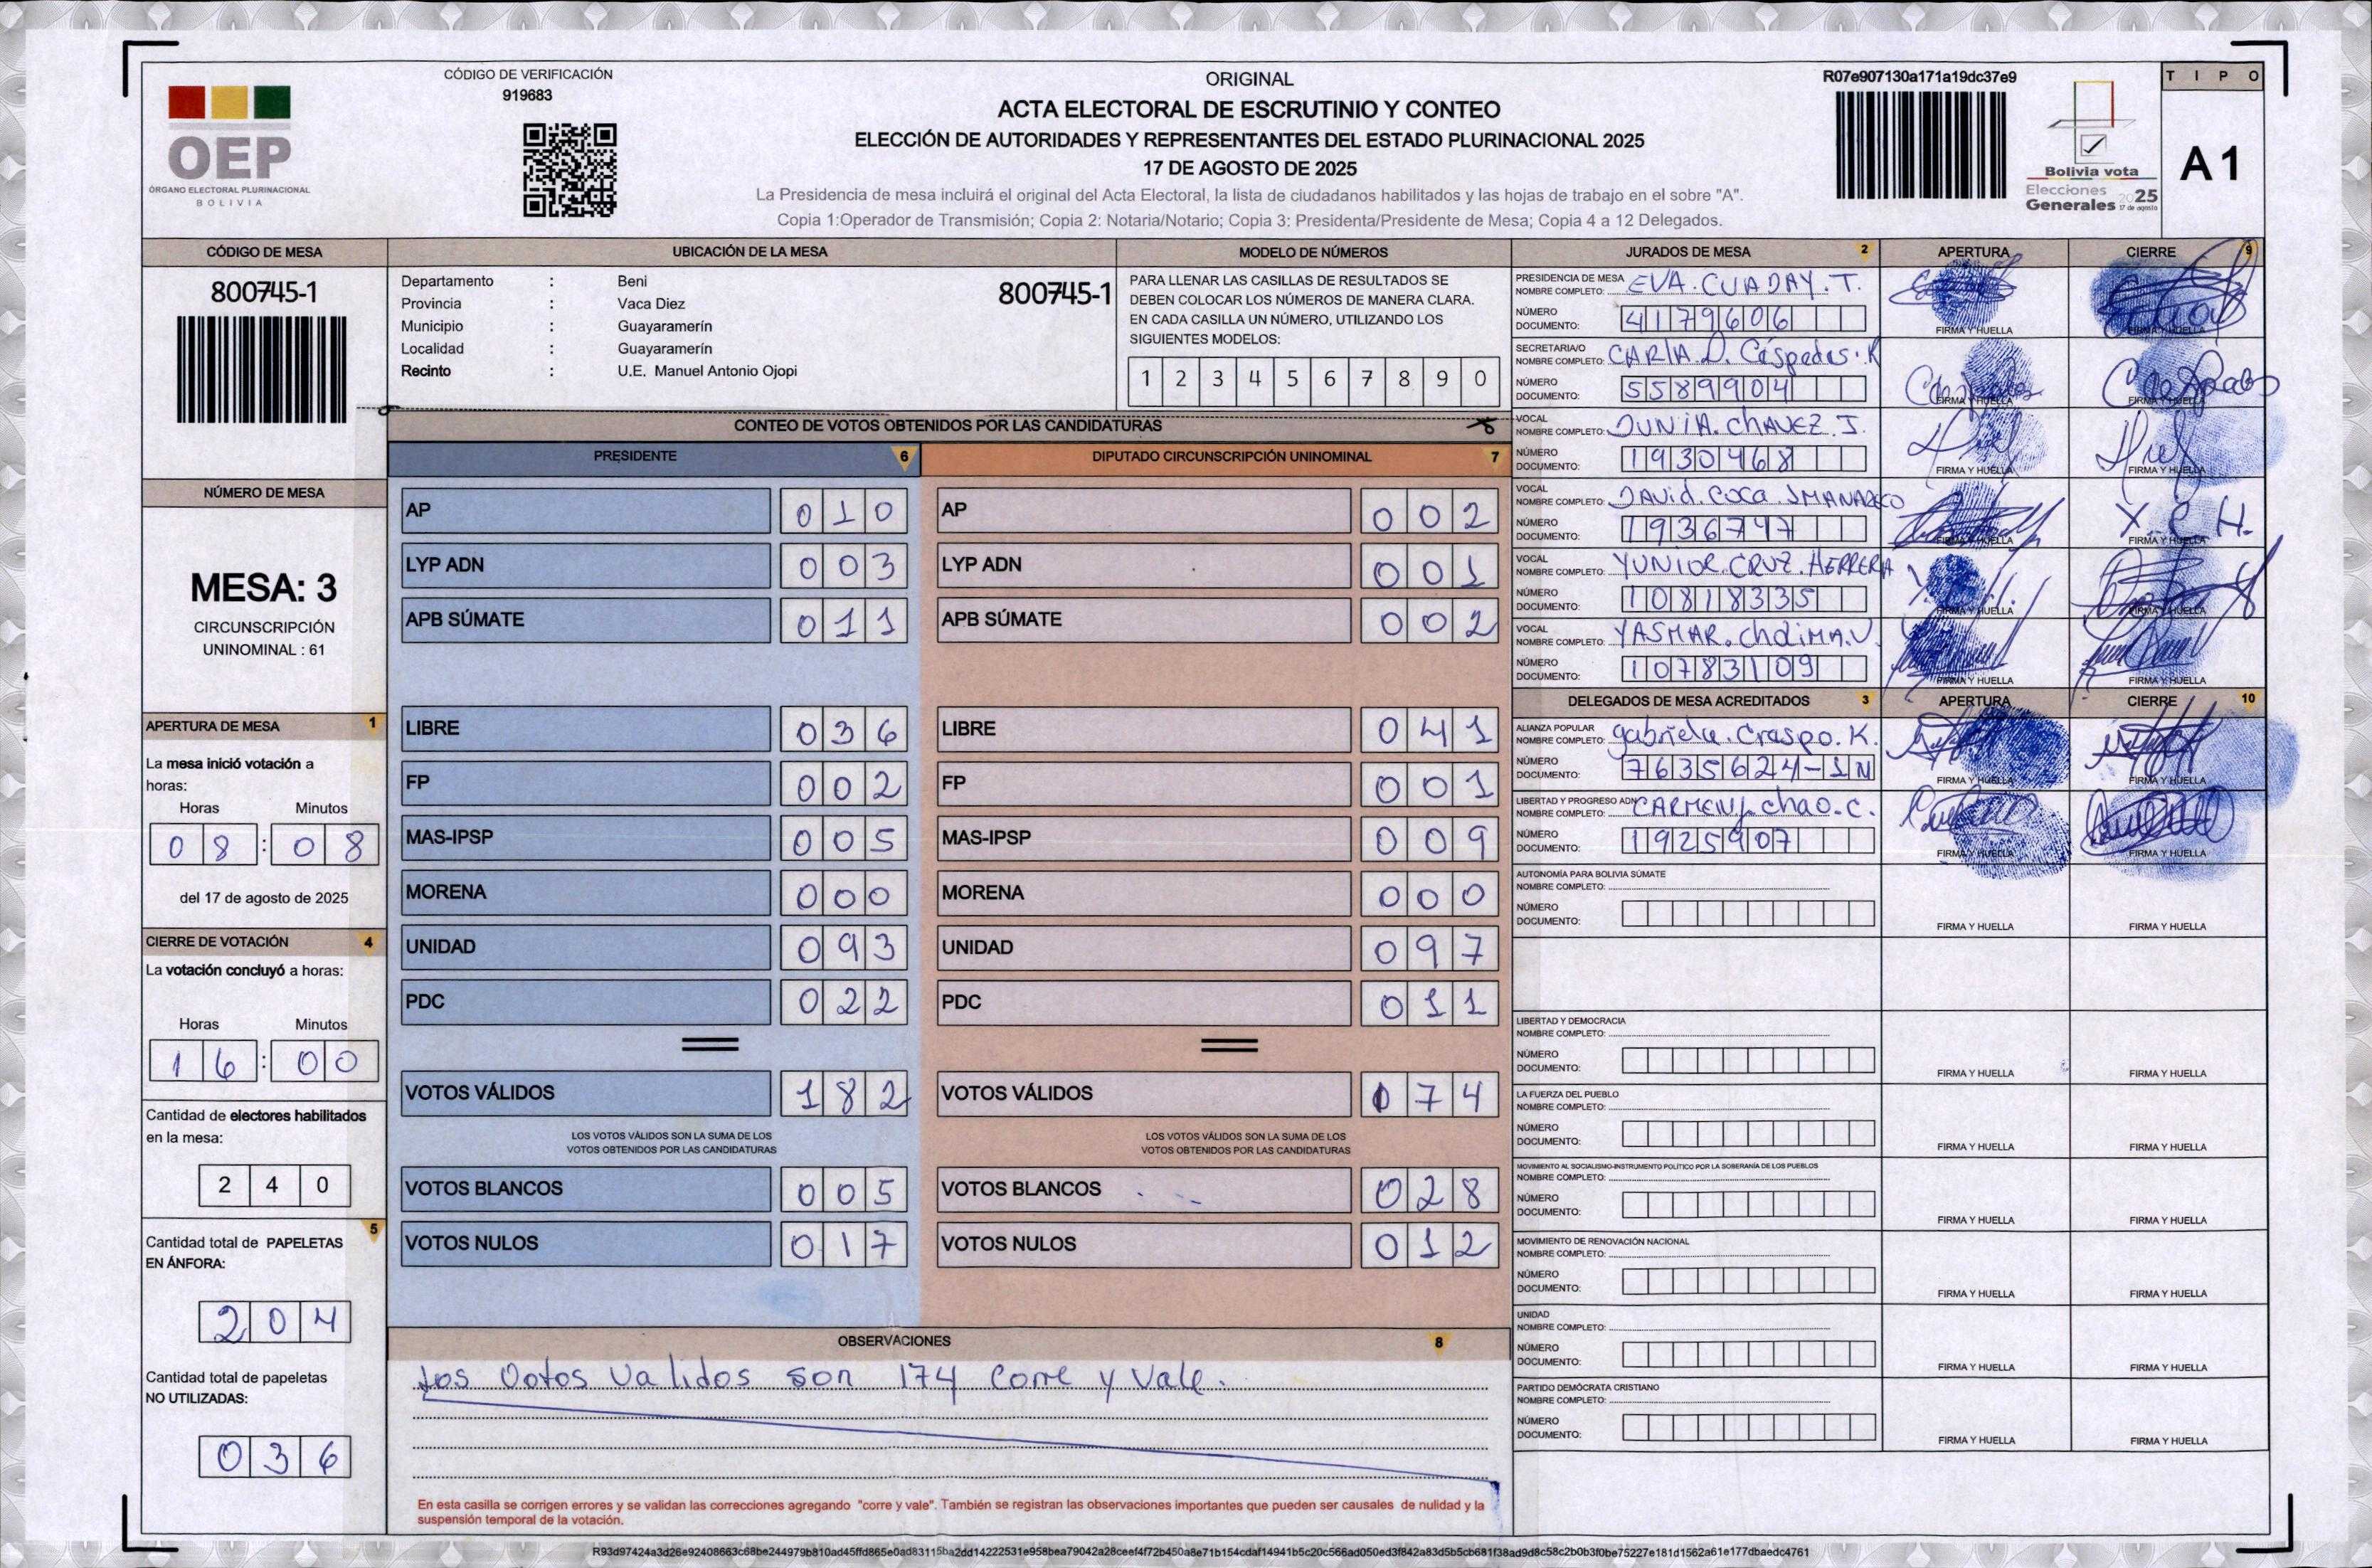 CÓDIGO DE VERIFICACIÓN
919683
OEP
ÓRGANO ELECTORAL PLURINACIONAL
BOLIVIA
ORIGINAL
ACTA ELECTORAL DE ESCRUTINIO Y CONTEO
ELECCIÓN DE AUTORIDADES Y REPRESENTANTES DEL ESTADO PLURINACIONAL 2025
17 DE AGOSTO DE 2025
La Presidencia de mesa incluirá el original del Acta Electoral, la lista de ciudadanos habilitados y las hojas de trabajo en el sobre "A".
Copia 1:Operador de Transmisión; Copia 2: Notaria/Notario; Copia 3: Presidenta/Presidente de Mesa; Copia 4 a 12 Delegados.
R07e907130a171a19dc37e9
Bolivia vota
Elecciones
Generales 2025
17 de agosto
TIPO
A1
CÓDIGO DE MESA
800745-1
UBICACIÓN DE LA MESA
Departamento : Beni
Provincia : Vaca Diez
Municipio : Guayaramerín
Localidad : Guayaramerín
Recinto : U.E. Manuel Antonio Ojopi
800745-1
MODELO DE NÚMEROS
PARA LLENAR LAS CASILLAS DE RESULTADOS SE
DEBEN COLOCAR LOS NÚMEROS DE MANERA CLARA.
EN CADA CASILLA UN NÚMERO, UTILIZANDO LOS
SIGUIENTES MODELOS:
1 2 3 4 5 6 7 8 9 0
NÚMERO DE MESA
MESA: 3
CIRCUNSCRIPCIÓN
UNINOMINAL : 61
APERTURA DE MESA 1
La mesa inició votación a
horas:
Horas Minutos
08 : 08
del 17 de agosto de 2025
CIERRE DE VOTACIÓN 4
La votación concluyó a horas:
Horas Minutos
16 : 00
Cantidad de electores habilitados
en la mesa:
240
5
Cantidad total de PAPELETAS
EN ÁNFORA:
204
Cantidad total de papeletas
NO UTILIZADAS:
036
CONTEO DE VOTOS OBTENIDOS POR LAS CANDIDATURAS
PRESIDENTE 6
AP 010
LYP ADN 003
APB SÚMATE 011
LIBRE 036
FP 002
MAS-IPSP 005
MORENA 000
UNIDAD 093
PDC 022
VOTOS VÁLIDOS 182
LOS VOTOS VÁLIDOS SON LA SUMA DE LOS
VOTOS OBTENIDOS POR LAS CANDIDATURAS
VOTOS BLANCOS 005
VOTOS NULOS 017
DIPUTADO CIRCUNSCRIPCIÓN UNINOMINAL 7
AP 002
LYP ADN 001
APB SÚMATE 002
LIBRE 041
FP 001
MAS-IPSP 009
MORENA 000
UNIDAD 097
PDC 011
VOTOS VÁLIDOS 74
LOS VOTOS VÁLIDOS SON LA SUMA DE LOS
VOTOS OBTENIDOS POR LAS CANDIDATURAS
VOTOS BLANCOS 028
VOTOS NULOS 012
OBSERVACIONES 8
Los Votos Validos son 174 Corre y Vale.
En esta casilla se corrigen errores y se validan las correcciones agregando "corre y vale". También se registran las observaciones importantes que pueden ser causales de nulidad y la
suspensión temporal de la votación.
JURADOS DE MESA 2 APERTURA CIERRE 9
PRESIDENCIA DE MESA
NOMBRE COMPLETO: EVA. CUADAY. T.
NÚMERO
DOCUMENTO: 4179606
FIRMA Y HUELLA FIRMA Y HUELLA
SECRETARIA/O
NOMBRE COMPLETO: CARLA. D. Céspedes. R
NÚMERO
DOCUMENTO: 5589904
FIRMA Y HUELLA FIRMA Y HUELLA
VOCAL
NOMBRE COMPLETO: DUNIA. CHAVEZ. J.
NÚMERO
DOCUMENTO: 1930468
FIRMA Y HUELLA FIRMA Y HUELLA
VOCAL
NOMBRE COMPLETO: DAVID. COCA.
NÚMERO
DOCUMENTO: 1936747
FIRMA Y HUELLA X. C H. FIRMA Y HUELLA
VOCAL
NOMBRE COMPLETO: YUNIOR. CRUZ. HERRERA
NÚMERO
DOCUMENTO: 10818335
FIRMA Y HUELLA FIRMA Y HUELLA
VOCAL
NOMBRE COMPLETO: YASMAR. ChaliMA. V.
NÚMERO
DOCUMENTO: 10783109
FIRMA Y HUELLA FIRMA Y HUELLA
DELEGADOS DE MESA ACREDITADOS 3 APERTURA CIERRE 10
ALIANZA POPULAR
NOMBRE COMPLETO: gabriela. Craspo. K.
NÚMERO
DOCUMENTO: 7635624-1N
FIRMA Y HUELLA FIRMA Y HUELLA
LIBERTAD Y PROGRESO ADN
NOMBRE COMPLETO: CARMEN chao. C.
NÚMERO
DOCUMENTO: 1925907
FIRMA Y HUELLA FIRMA Y HUELLA
AUTONOMÍA PARA BOLIVIA SÚMATE
NOMBRE COMPLETO:
NÚMERO
DOCUMENTO:
FIRMA Y HUELLA FIRMA Y HUELLA
LIBERTAD Y DEMOCRACIA
NOMBRE COMPLETO:
NÚMERO
DOCUMENTO:
FIRMA Y HUELLA FIRMA Y HUELLA
LA FUERZA DEL PUEBLO
NOMBRE COMPLETO:
NÚMERO
DOCUMENTO:
FIRMA Y HUELLA FIRMA Y HUELLA
MOVIMIENTO AL SOCIALISMO-INSTRUMENTO POLÍTICO POR LA SOBERANÍA DE LOS PUEBLOS
NOMBRE COMPLETO:
NÚMERO
DOCUMENTO:
FIRMA Y HUELLA FIRMA Y HUELLA
MOVIMIENTO DE RENOVACIÓN NACIONAL
NOMBRE COMPLETO:
NÚMERO
DOCUMENTO:
FIRMA Y HUELLA FIRMA Y HUELLA
UNIDAD
NOMBRE COMPLETO:
NÚMERO
DOCUMENTO:
FIRMA Y HUELLA FIRMA Y HUELLA
PARTIDO DEMÓCRATA CRISTIANO
NOMBRE COMPLETO:
NÚMERO
DOCUMENTO:
FIRMA Y HUELLA FIRMA Y HUELLA